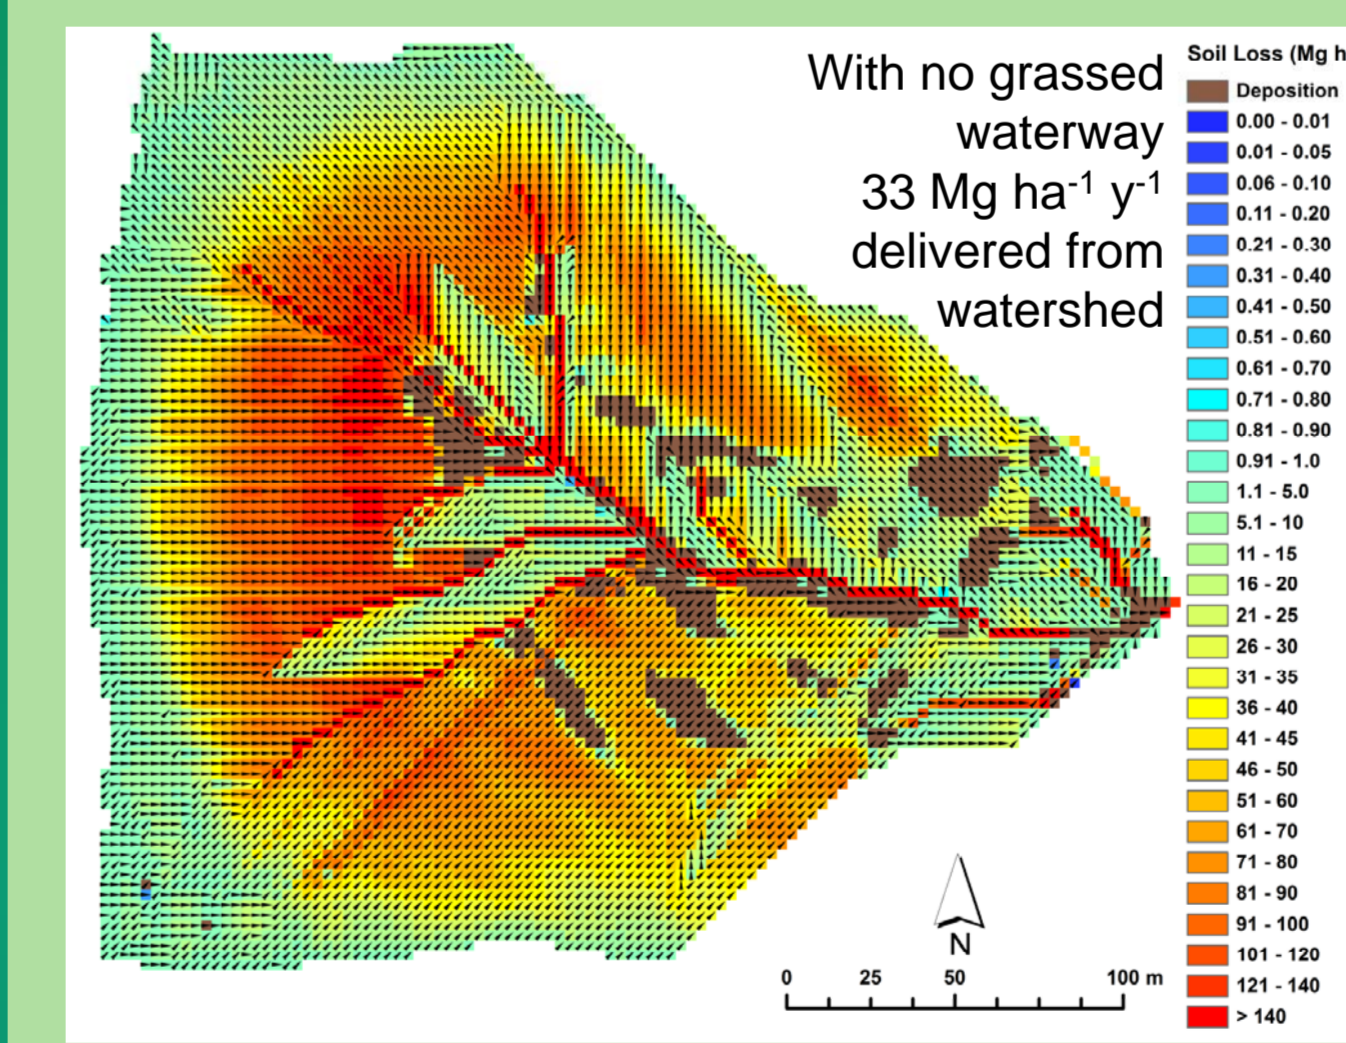 With no grassed
waterway
33 Mg ha-1 y-1
delivered from
watershed
Soil Loss (Mg h
Deposition
0.00 - 0.01
0.01 - 0.05
0.06 - 0.10
0.11 - 0.20
0.21 - 0.30
0.31 - 0.40
0.41 - 0.50
0.51 - 0.60
0.61 - 0.70
0.71 - 0.80
0.81 - 0.90
0.91 - 1.0
1.1 - 5.0
5.1 - 10
11 - 15
16 - 20
21 - 25
26 - 30
31 - 35
36 - 40
41 - 45
46 - 50
51 - 60
61 - 70
71 - 80
81 - 90
91 - 100
101 - 120
121 - 140
> 140
N
0 25 50 100 m